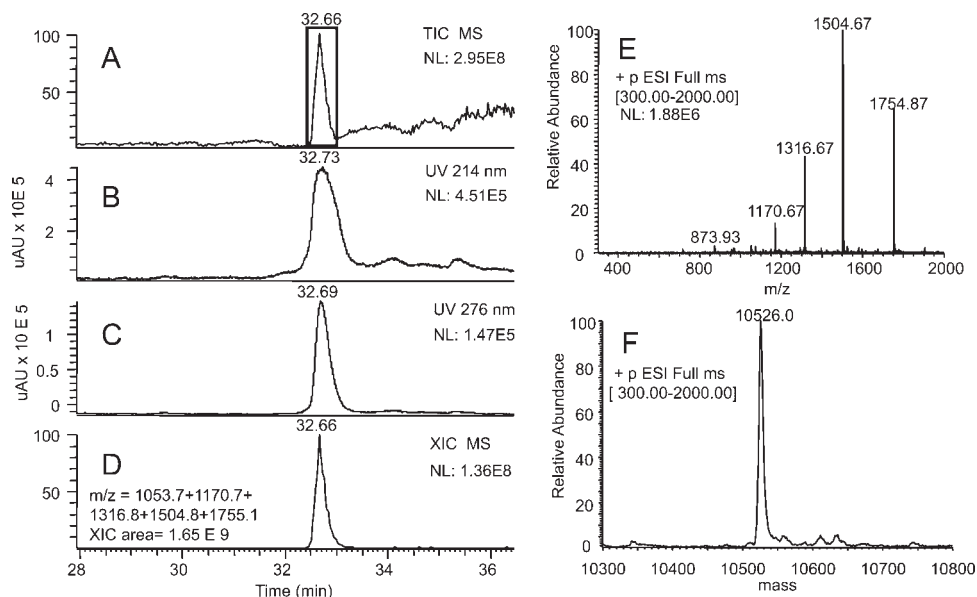 32.66
100
A
TIC MS
NL: 2.95E8
50
32.73
4
B
UV 214 nm
NL: 4.51E5
2
uAU x 10E 5
32.69
1
C
UV 276 nm
NL: 1.47E5
0.5
0
uAU x 10 E 5
32.66
100
D
XIC MS
NL: 1.36E8
50
m/z = 1053.7+1170.7+
1316.8+1504.8+1755.1
XIC area= 1.65 E 9
28 30 32 34 36
Time (min)
1504.67
100
E
+ p ESI Full ms
[300.00-2000.00]
NL: 1.88E6
1754.87
80
60
1316.67
40
20
1170.67
873.93
0
Relative Abundance
400 800 1200 1600 2000
m/z
10526.0
100
F
+ p ESI Full ms
[ 300.00-2000.00]
80
60
40
20
0
Relative Abundance
10300 10400 10500 10600 10700 10800
mass